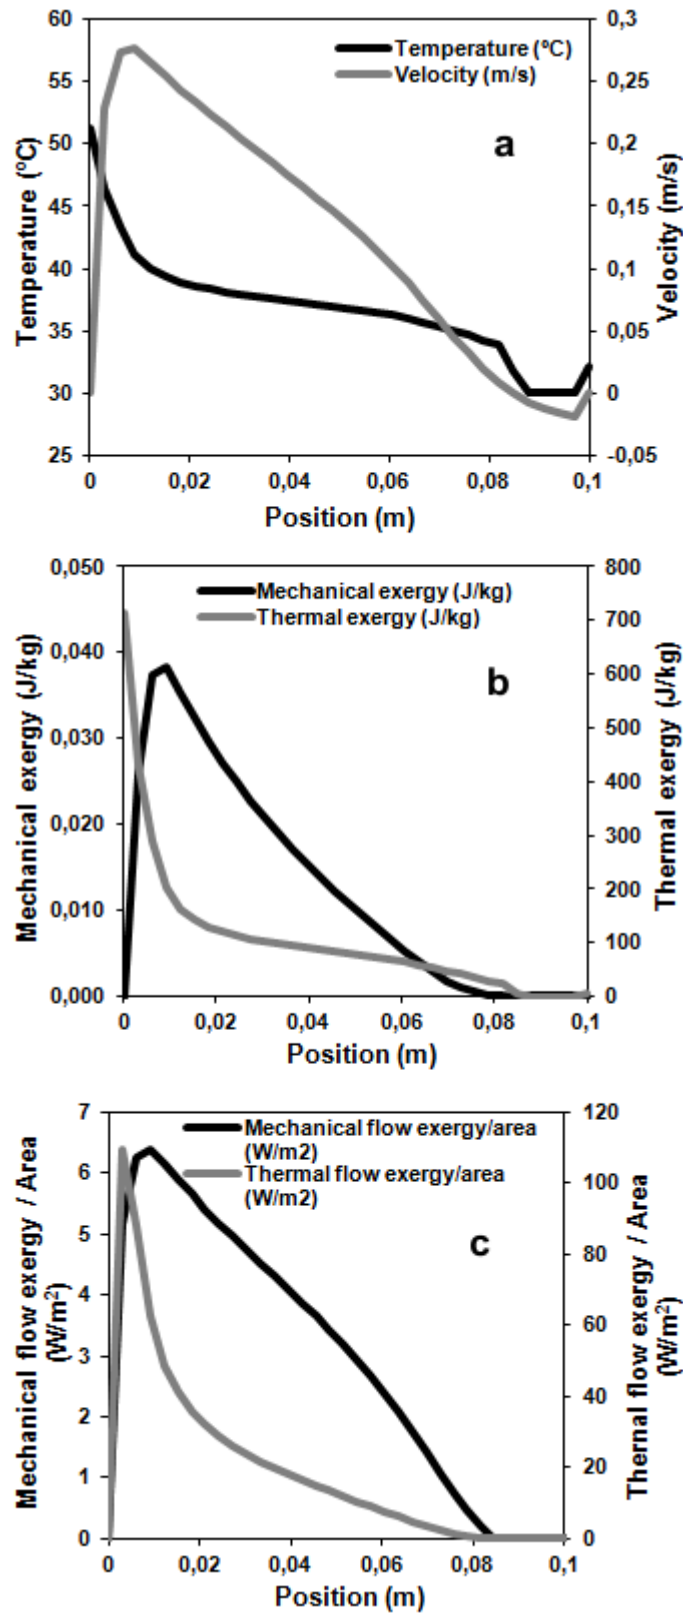 60
55
50
45
40
35
30
25
Temperature (ºC)
Temperature (ºC)
Velocity (m/s)
a
0,3
0,25
0,2
0,15
0,1
0,05
0
-0,05
Velocity (m/s)
0 0,02 0,04 0,06 0,08 0,1
Position (m)
0,050
0,040
0,030
0,020
0,010
0,000
Mechanical exergy (J/kg)
Mechanical exergy (J/kg)
Thermal exergy (J/kg)
b
800
700
600
500
400
300
200
100
0
Thermal exergy (J/kg)
0 0,02 0,04 0,06 0,08 0,1
Position (m)
7
6
5
4
3
2
1
0
Mechanical flow exergy / Area
(W/m²)
Mechanical flow exergy/area
(W/m2)
Thermal flow exergy/area
(W/m2)
c
120
100
80
60
40
20
0
Thernal flow exergy / Area
(W/m²)
0 0,02 0,04 0,06 0,08 0,1
Position (m)